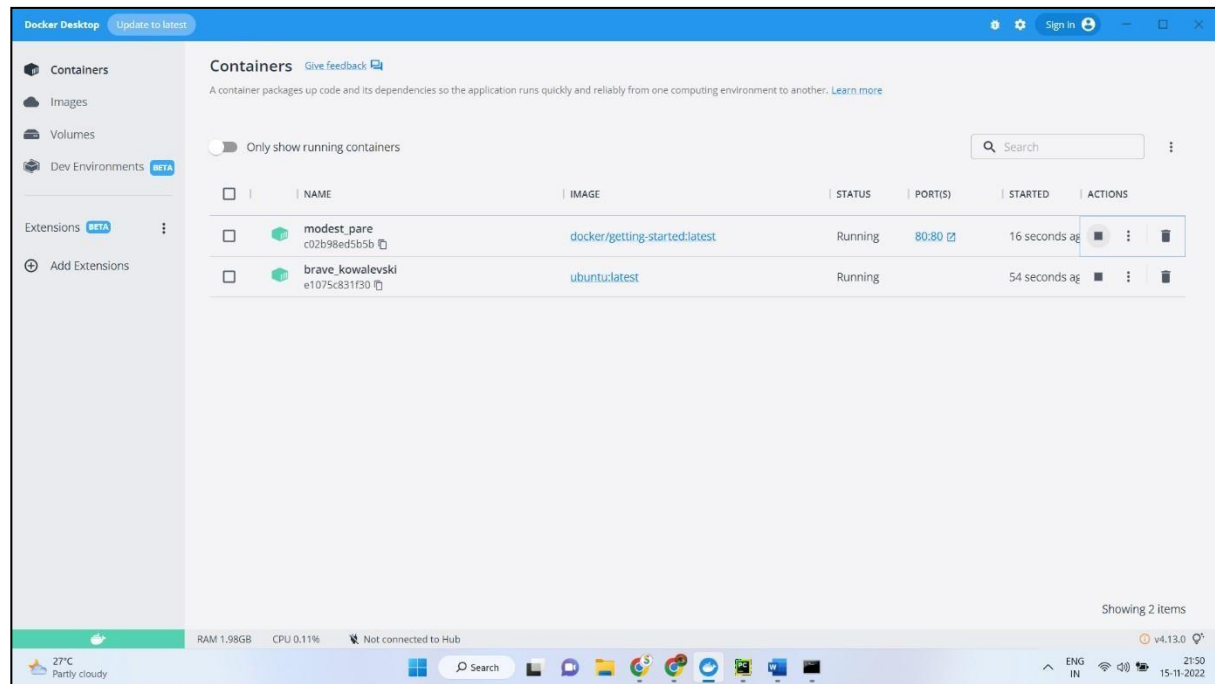 Docker Desktop Update to latest Sign in
Containers
Images
Volumes
Dev Environments BETA
Extensions BETA
Add Extensions
Containers Give feedback
A container packages up code and its dependencies so the application runs quickly and reliably from one computing environment to another. Learn more
Only show running containers
Search
NAME IMAGE STATUS PORT(S) STARTED ACTIONS
modest_pare docker/getting-started:latest Running 80:80 16 seconds ag
c02b98ed5b5b
brave_kowalevski ubuntu:latest Running 54 seconds ag
e1075c831f30
Showing 2 items
RAM 1.98GB CPU 0.11% Not connected to Hub v4.13.0
27°C
Partly cloudy
Search
ENG
IN
21:50
15-11-2022